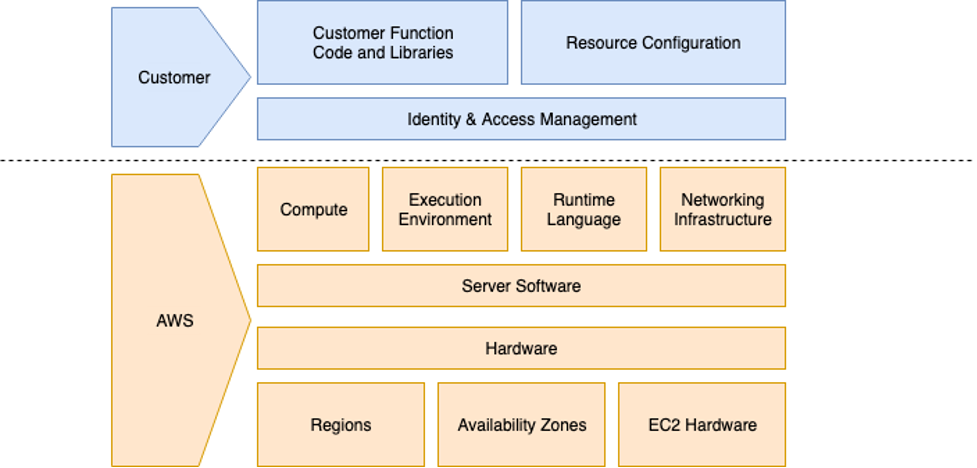 Customer
Customer Function
Code and Libraries
Resource Configuration
Identity & Access Management
AWS
Compute
Execution
Environment
Runtime
Language
Networking
Infrastructure
Server Software
Hardware
Regions
Availability Zones
EC2 Hardware